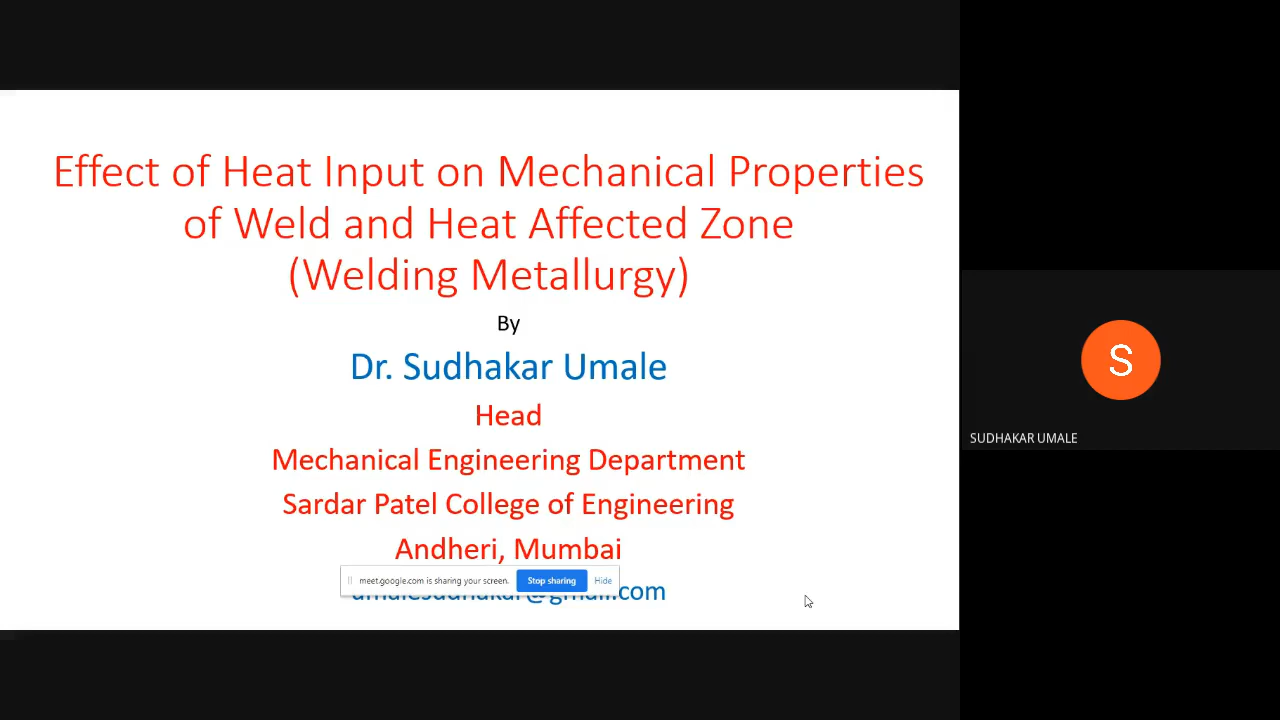 Effect of Heat Input on Mechanical Properties
of Weld and Heat Affected Zone
(Welding Metallurgy)
By
Dr. Sudhakar Umale
Head
Mechanical Engineering Department
Sardar Patel College of Engineering
Andheri, Mumbai
meet.google.com is sharing your screen. Stop sharing Hide
umalesudhakar@gmail.com
S
SUDHAKAR UMALE